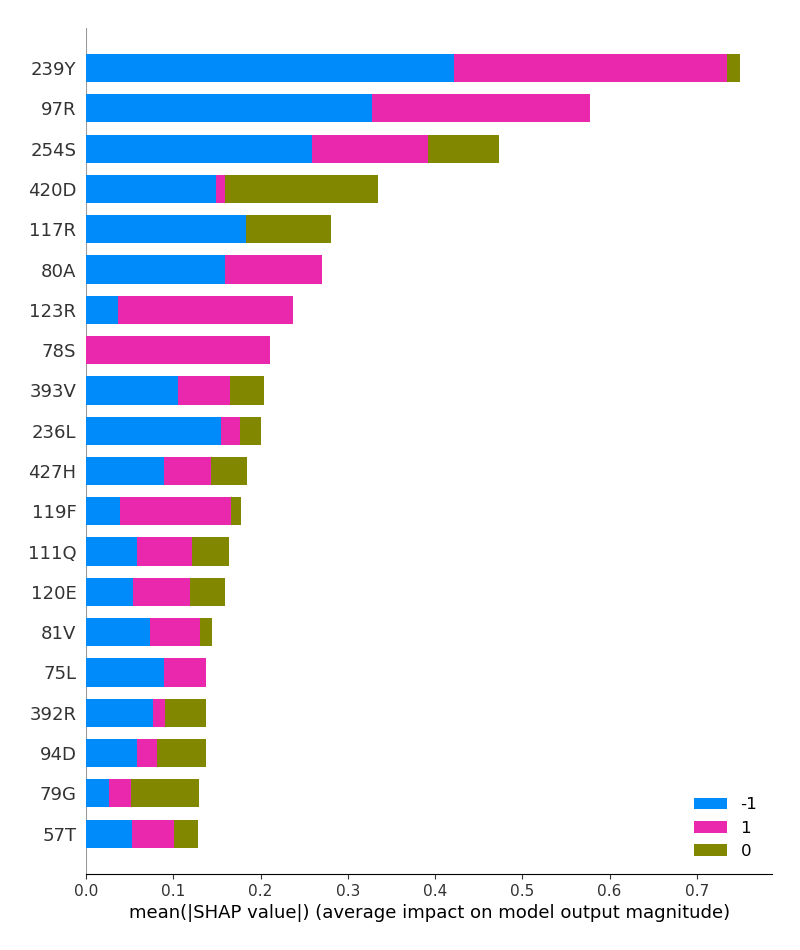 239Y
97R
254S
420D
117R
80A
123R
78S
393V
236L
427H
119F
111Q
120E
81V
75L
392R
94D
79G
57T
-1
1
0
0.0 0.1 0.2 0.3 0.4 0.5 0.6 0.7
mean(|SHAP value|) (average impact on model output magnitude)